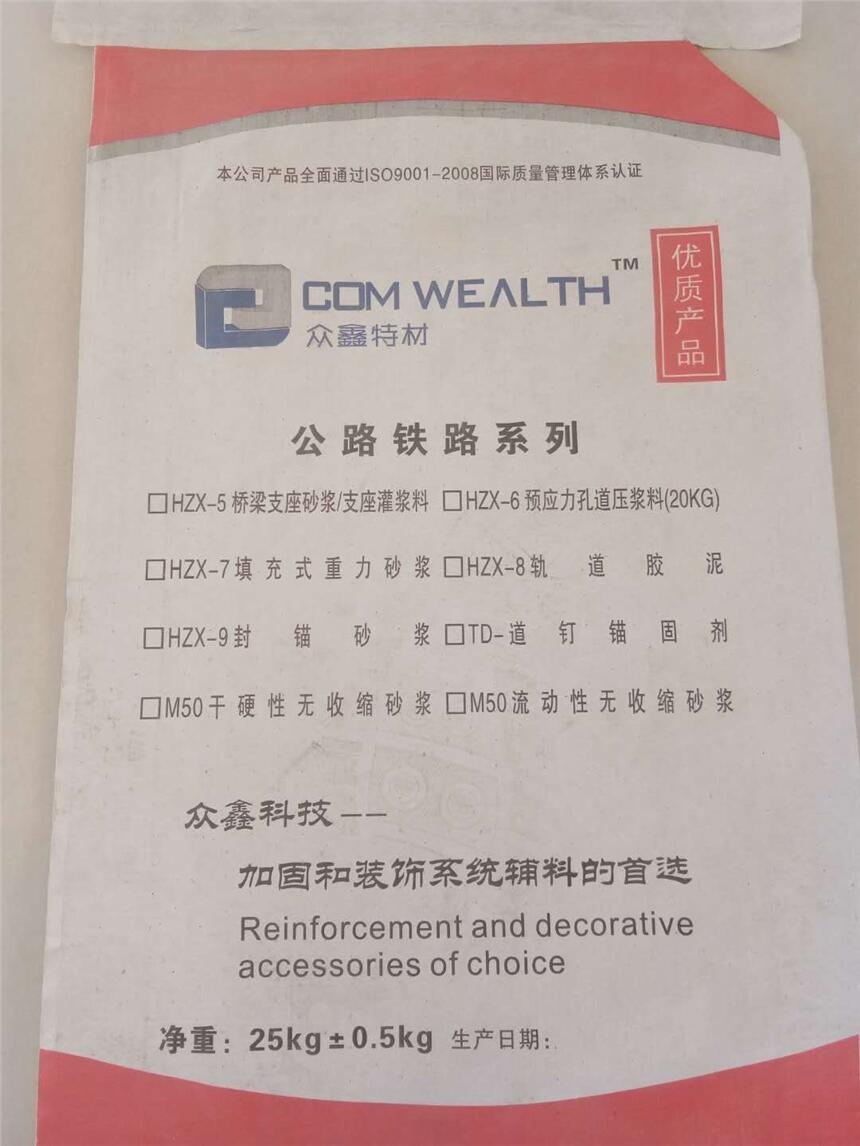 本公司产品全面通过ISO9001-2008国际质量管理体系认证
COM WEALTH™
众鑫特材
优质产品
公路铁路系列
□HZX-5桥梁支座砂浆/支座灌浆料 □HZX-6预应力孔道压浆料(20KG)
□HZX-7填充式重力砂浆 □HZX-8轨道胶泥
□HZX-9封锚砂浆 □TD-道钉锚固剂
□M50干硬性无收缩砂浆 □M50流动性无收缩砂浆
众鑫科技——
加固和装饰系统辅料的首选
Reinforcement and decorative
accessories of choice
净重：25kg±0.5kg 生产日期：